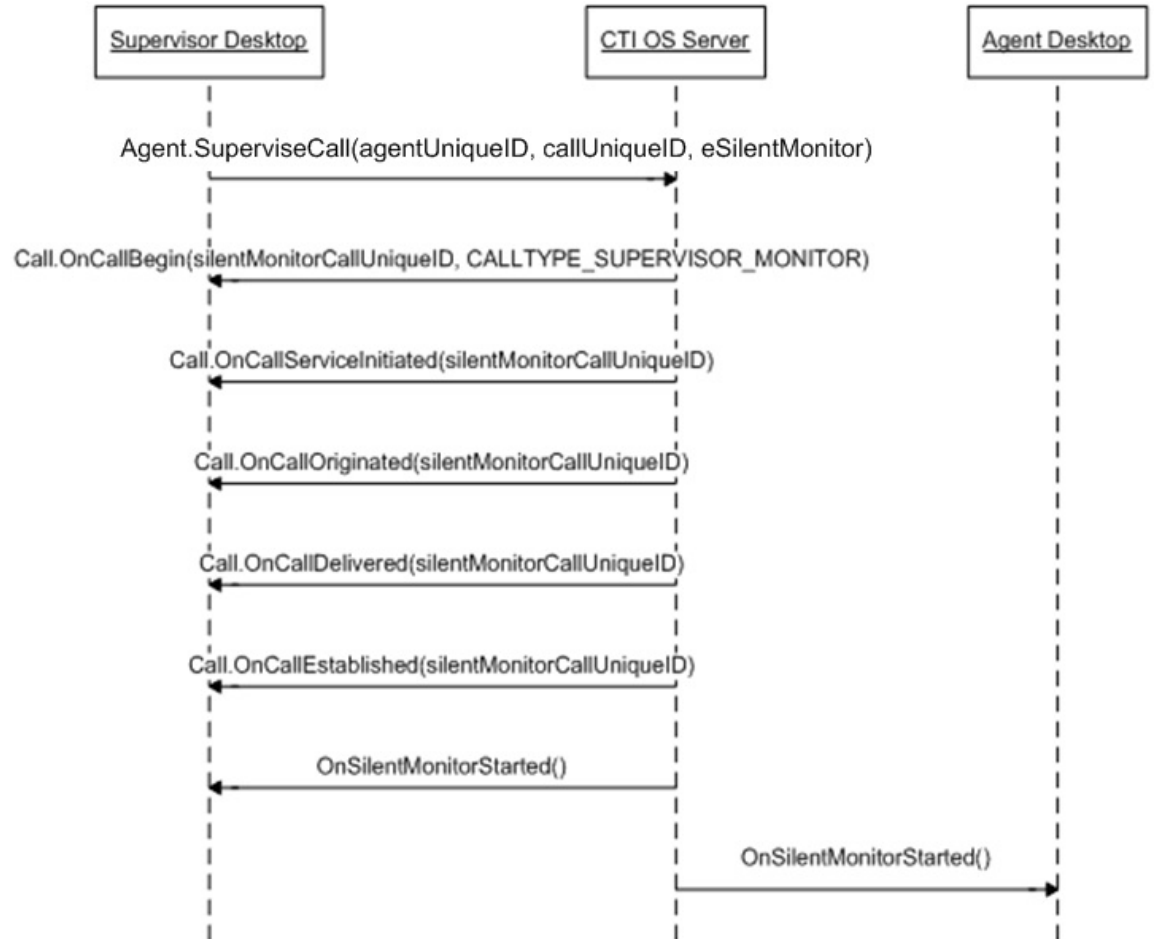 Supervisor Desktop
CTI OS Server
Agent Desktop
Agent.SuperviseCall(agentUniqueID, callUniqueID, eSilentMonitor)
Call.OnCallBegin(silentMonitorCallUniqueID, CALLTYPE_SUPERVISOR_MONITOR)
Call.OnCallServiceInitiated(silentMonitorCallUniqueID)
Call.OnCallOriginated(silentMonitorCallUniqueID)
Call.OnCallDelivered(silentMonitorCallUniqueID)
Call.OnCallEstablished(silentMonitorCallUniqueID)
OnSilentMonitorStarted()
OnSilentMonitorStarted()